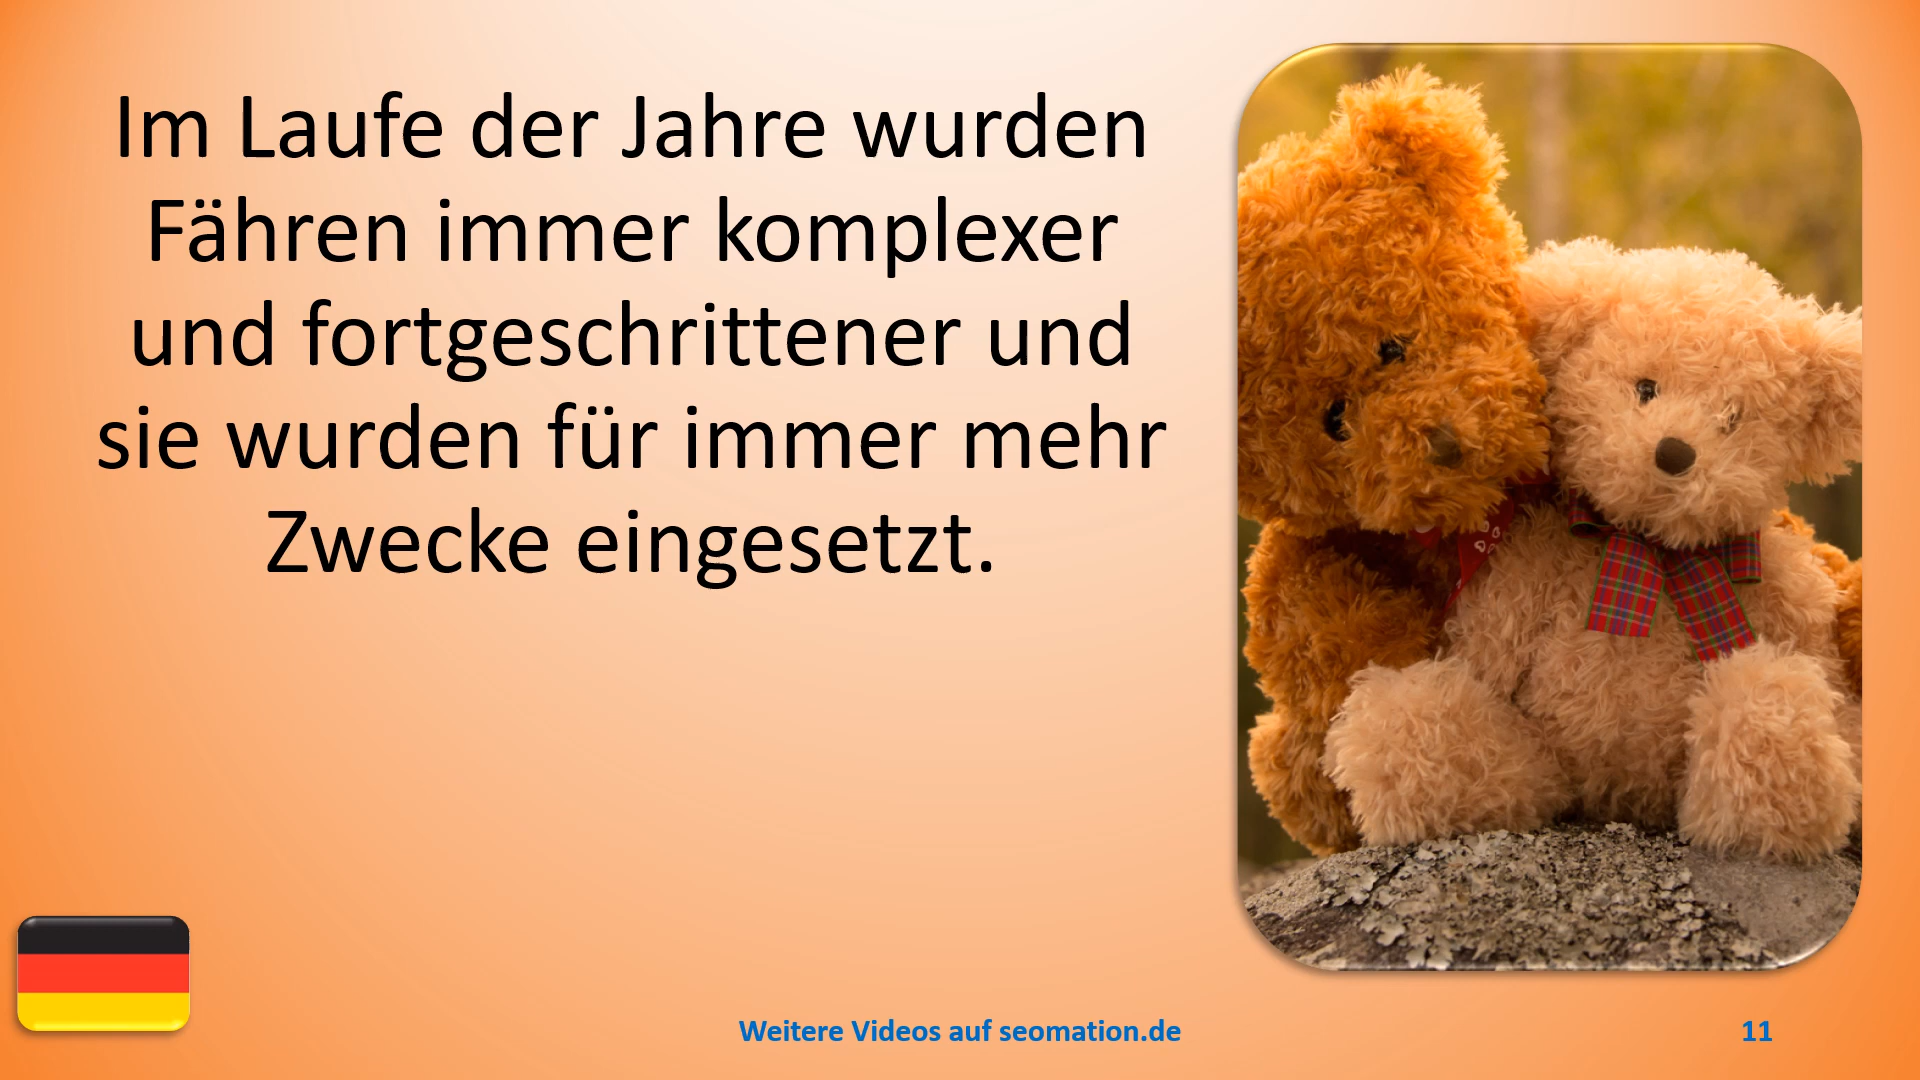 Im Laufe der Jahre wurden
Fähren immer komplexer
und fortgeschrittener und
sie wurden für immer mehr
Zwecke eingesetzt.
Weitere Videos auf seomation.de
11